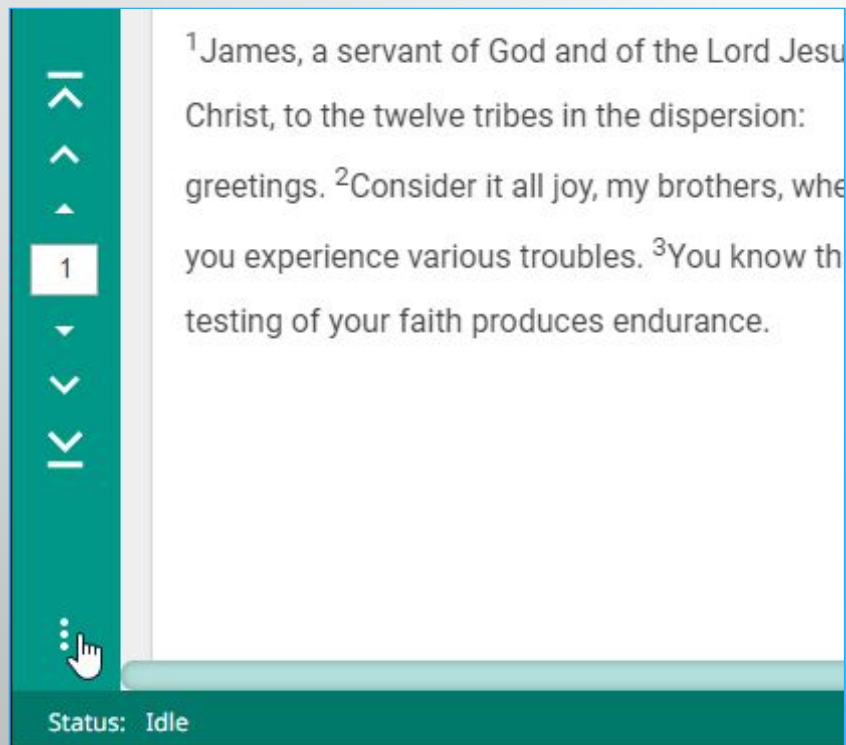 ¹James, a servant of God and of the Lord Jesu
Christ, to the twelve tribes in the dispersion:
greetings. ²Consider it all joy, my brothers, whe
you experience various troubles. ³You know th
1
testing of your faith produces endurance.
Status: Idle